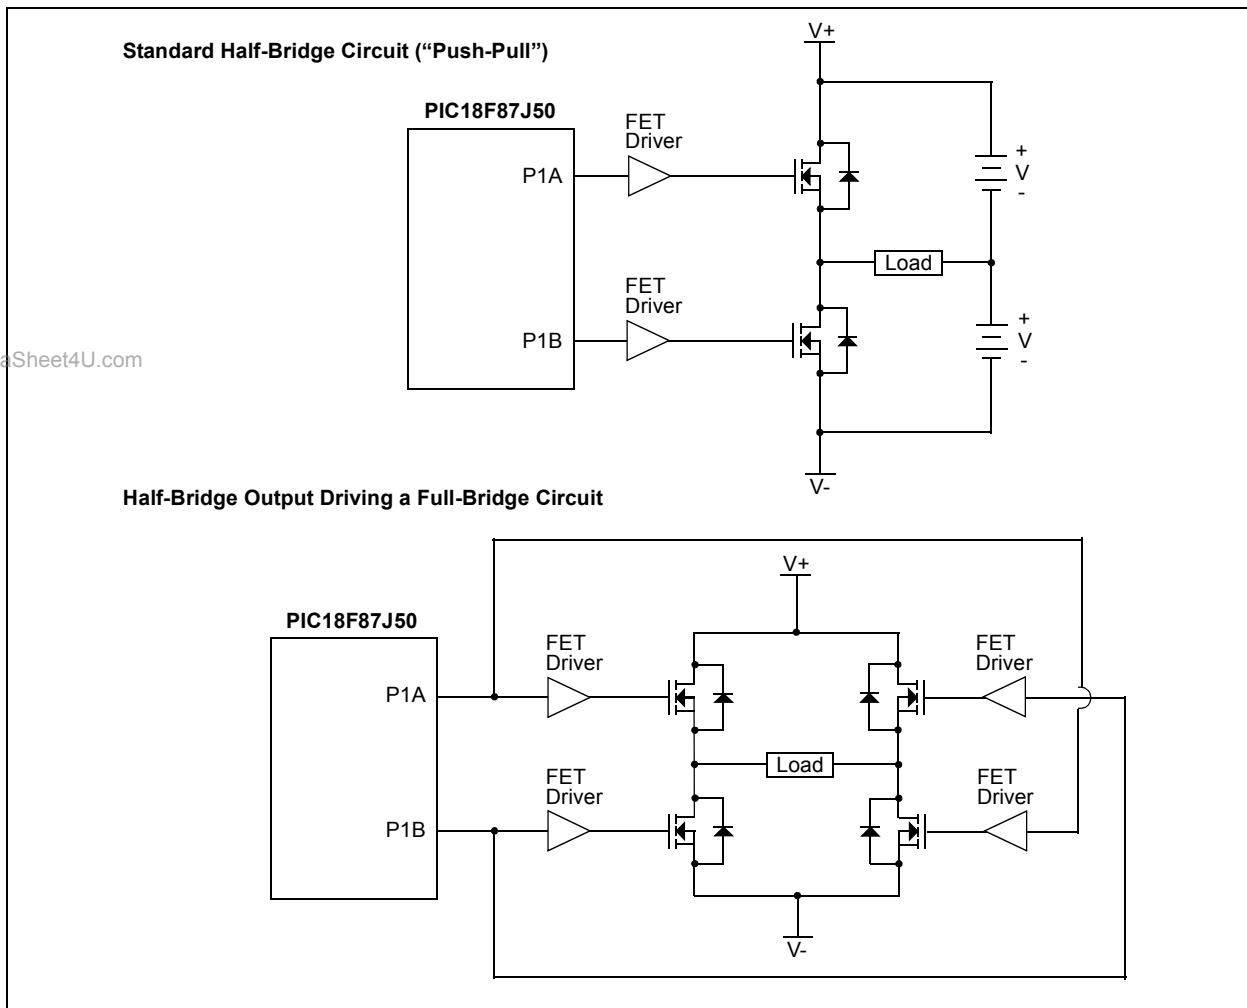 Standard Half-Bridge Circuit (“Push-Pull”)
V+
PIC18F87J50
FET
Driver
P1A
+
V
-
Load
FET
Driver
P1B
+
V
-
aSheet4U.com
V-
Half-Bridge Output Driving a Full-Bridge Circuit
V+
PIC18F87J50
FET
Driver
FET
Driver
P1A
Load
FET
Driver
FET
Driver
P1B
V-